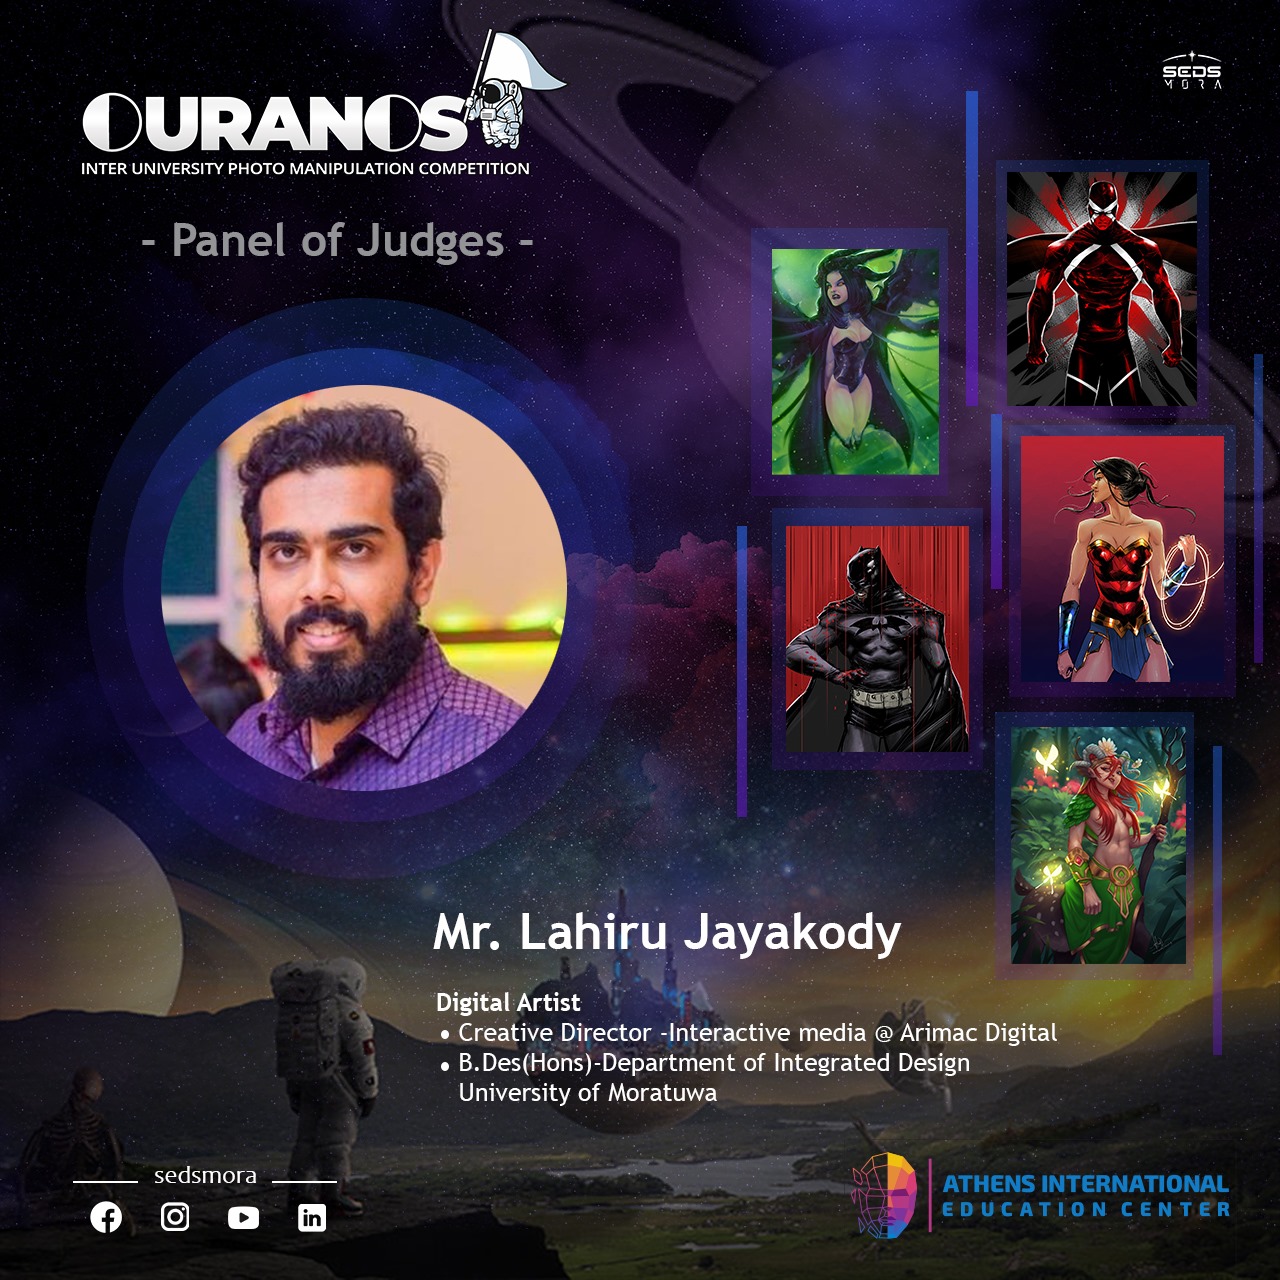 OURANOS
SEDS
MORA
INTER UNIVERSITY PHOTO MANIPULATION COMPETITION
- Panel of Judges -
Mr. Lahiru Jayakody
Digital Artist
• Creative Director -Interactive media @ Arimac Digital
• B.Des(Hons)-Department of Integrated Design
University of Moratuwa
sedsmora
ATHENS INTERNATIONAL
EDUCATION CENTER